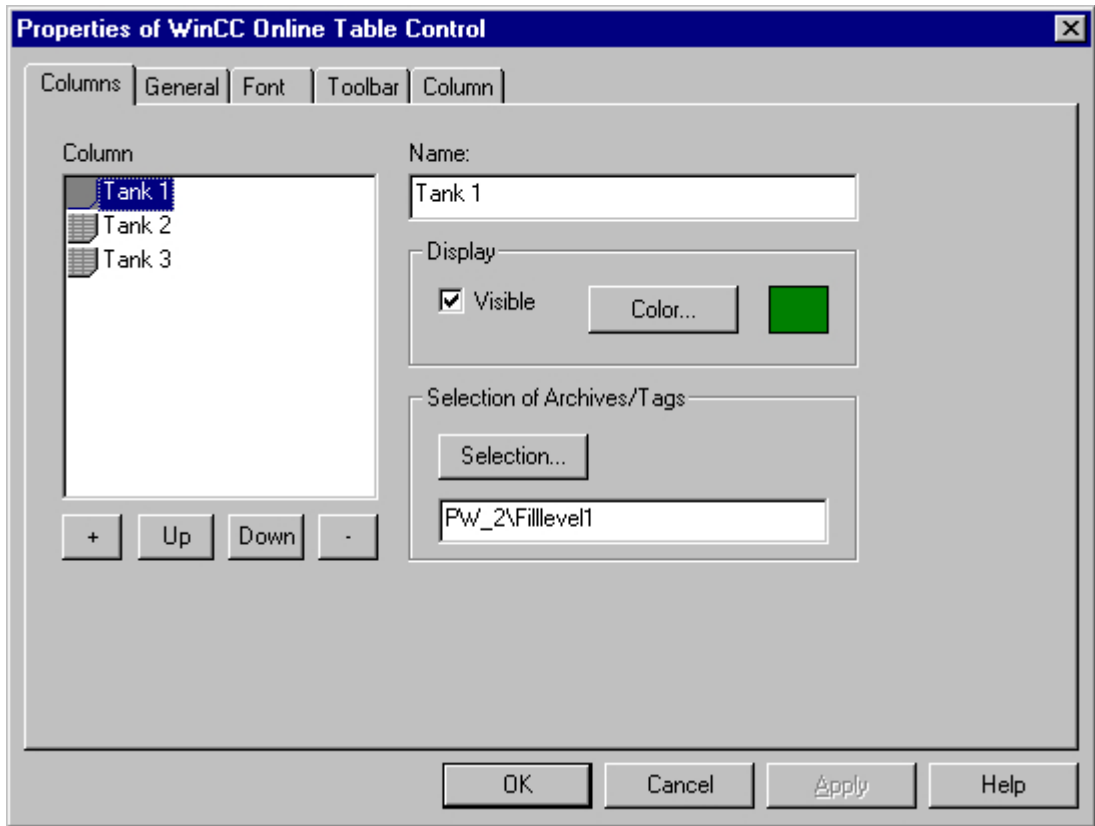 Properties of WinCC Online Table Control
Columns General Font Toolbar Column
Column
Tank 1
Tank 2
Tank 3
+ Up Down -
Name:
Tank 1
Display
Visible Color...
Selection of Archives/Tags
Selection...
PW_2\Filllevel1
OK Cancel Apply Help